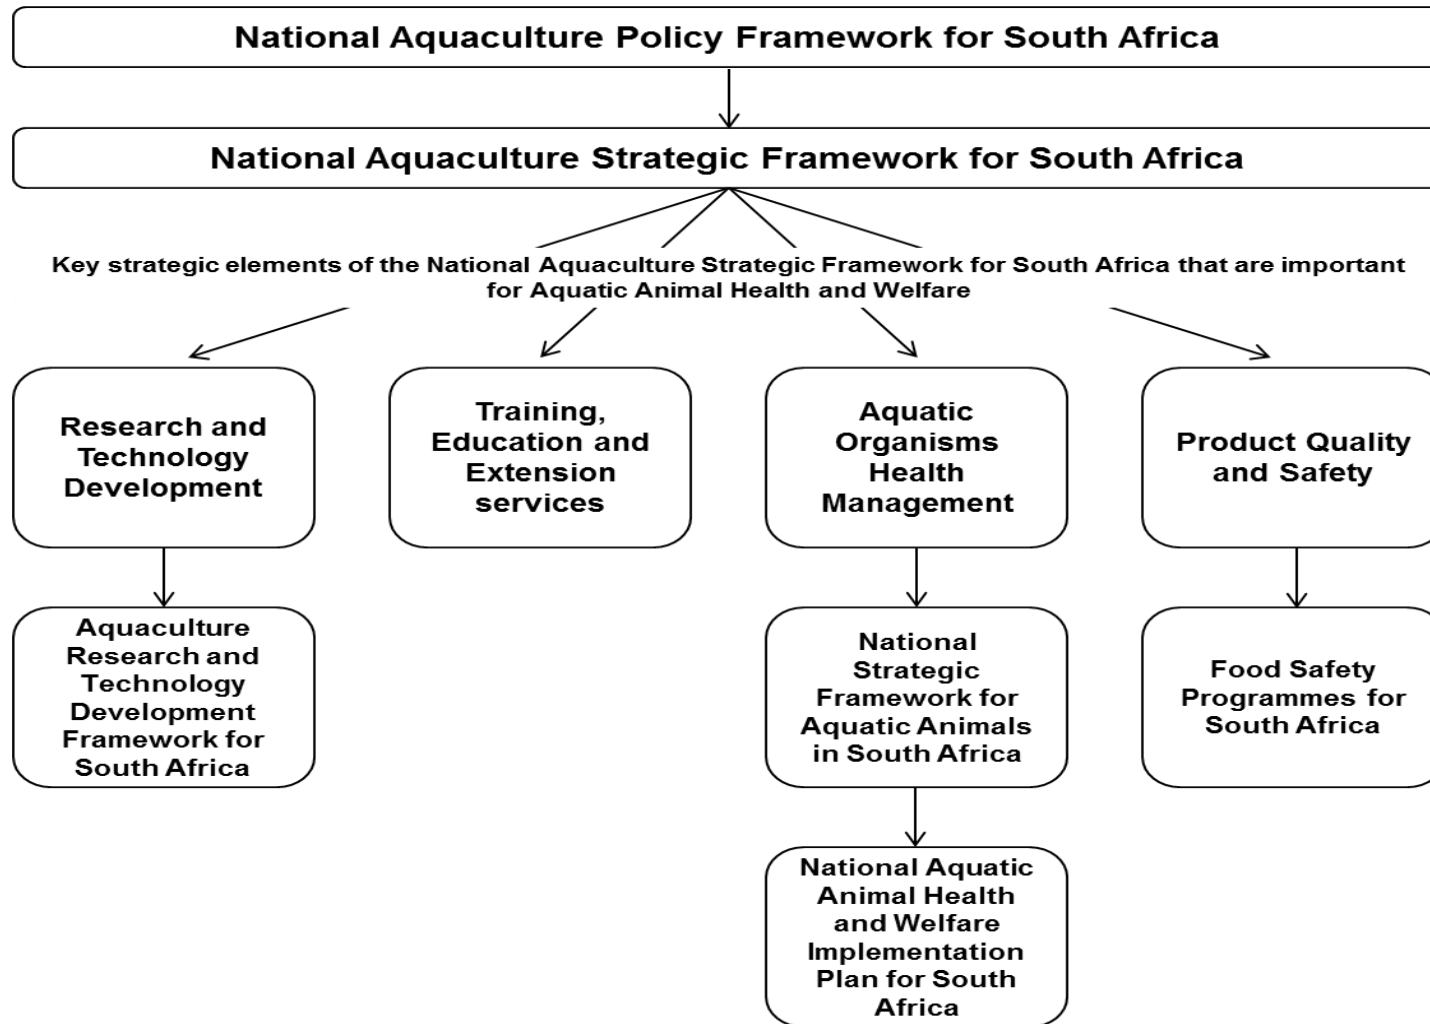 National Aquaculture Policy Framework for South Africa
National Aquaculture Strategic Framework for South Africa
Key strategic elements of the National Aquaculture Strategic Framework for South Africa that are important
for Aquatic Animal Health and Welfare
Research and
Technology
Development
Training,
Education and
Extension
services
Aquatic
Organisms
Health
Management
Product Quality
and Safety
Aquaculture
Research and
Technology
Development
Framework for
South Africa
National
Strategic
Framework for
Aquatic Animals
in South Africa
Food Safety
Programmes for
South Africa
National Aquatic
Animal Health
and Welfare
Implementation
Plan for South
Africa